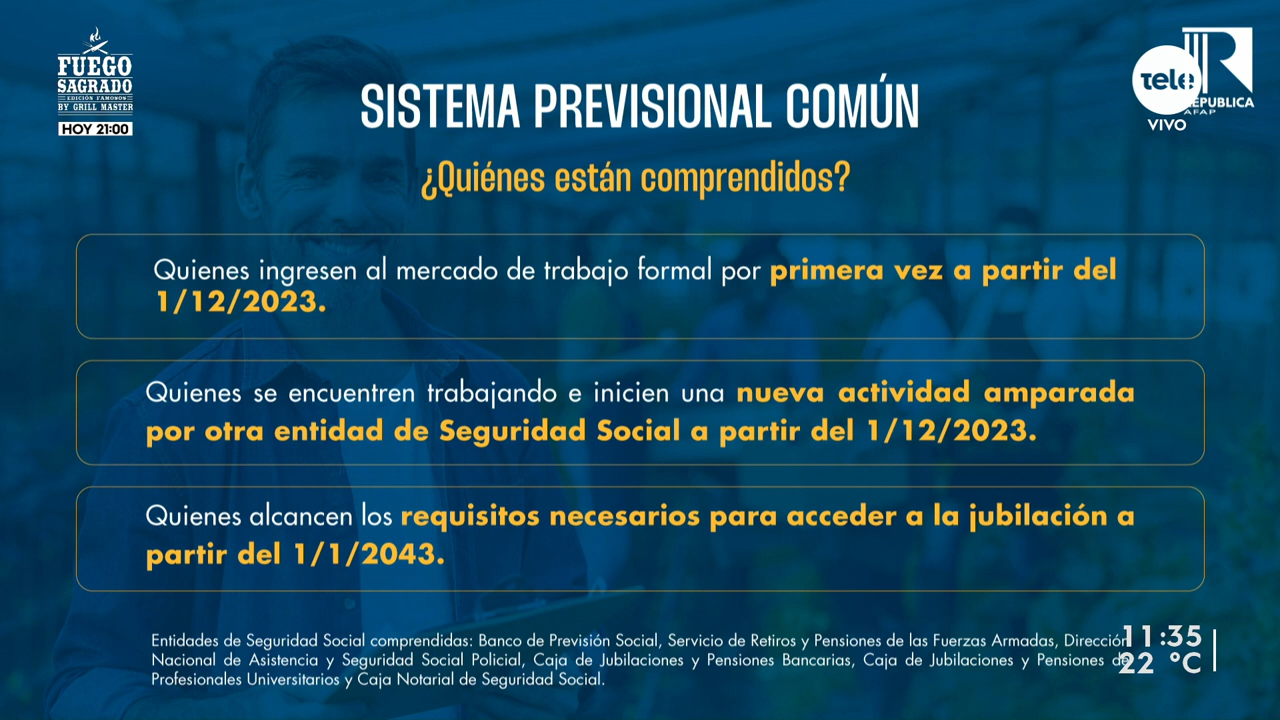 FUEGO
SAGRADO
EDICIÓN FAMOSOS
BY GRILL MASTER
HOY 21:00
SISTEMA PREVISIONAL COMÚN
tele
VIVO
R
REPUBLICA
AFAP
¿Quiénes están comprendidos?
Quienes ingresen al mercado de trabajo formal por primera vez a partir del
1/12/2023.
Quienes se encuentren trabajando e inicien una nueva actividad amparada
por otra entidad de Seguridad Social a partir del 1/12/2023.
Quienes alcancen los requisitos necesarios para acceder a la jubilación a
partir del 1/1/2043.
Entidades de Seguridad Social comprendidas: Banco de Previsión Social, Servicio de Retiros y Pensiones de las Fuerzas Armadas, Dirección
Nacional de Asistencia y Seguridad Social Policial, Caja de Jubilaciones y Pensiones Bancarias, Caja de Jubilaciones y Pensiones de
Profesionales Universitarios y Caja Notarial de Seguridad Social.
11:35
22 °C